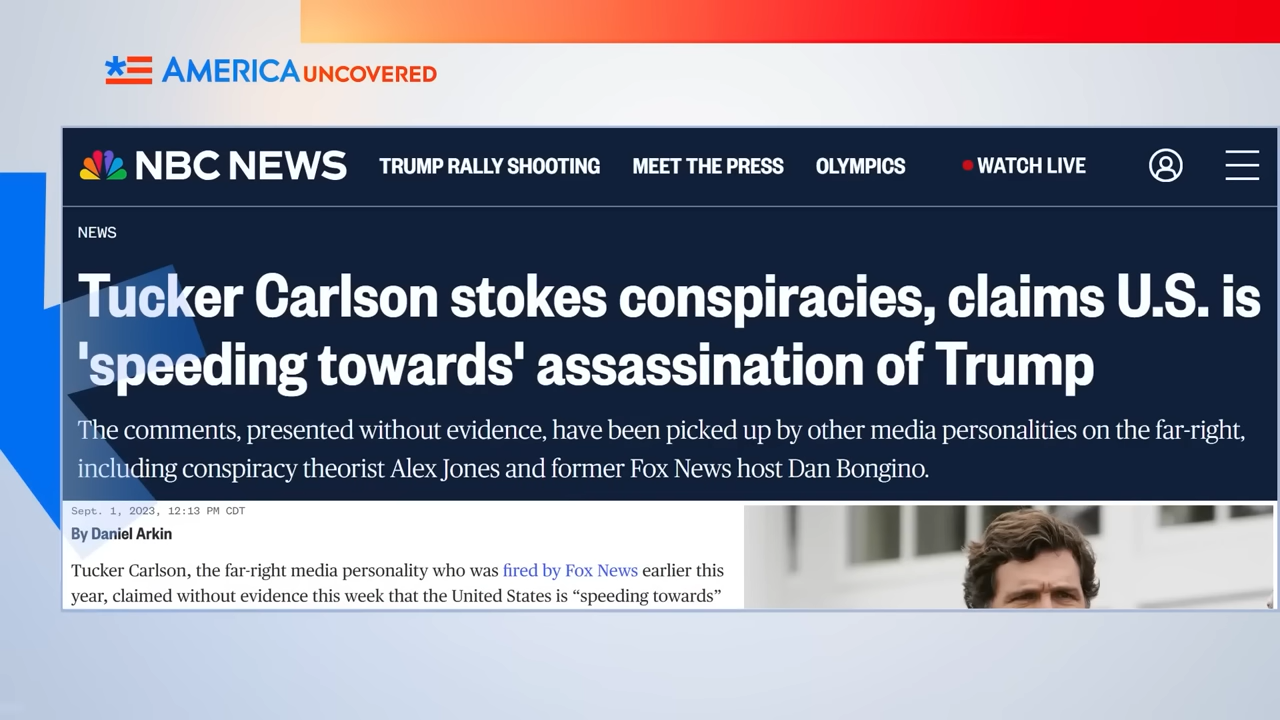 AMERICA UNCOVERED
NBC NEWS TRUMP RALLY SHOOTING MEET THE PRESS OLYMPICS WATCH LIVE
NEWS
Tucker Carlson stokes conspiracies, claims U.S. is
'speeding towards' assassination of Trump
The comments, presented without evidence, have been picked up by other media personalities on the far-right,
including conspiracy theorist Alex Jones and former Fox News host Dan Bongino.
Sept. 1, 2023, 12:13 PM CDT
By Daniel Arkin
Tucker Carlson, the far-right media personality who was fired by Fox News earlier this
year, claimed without evidence this week that the United States is “speeding towards”